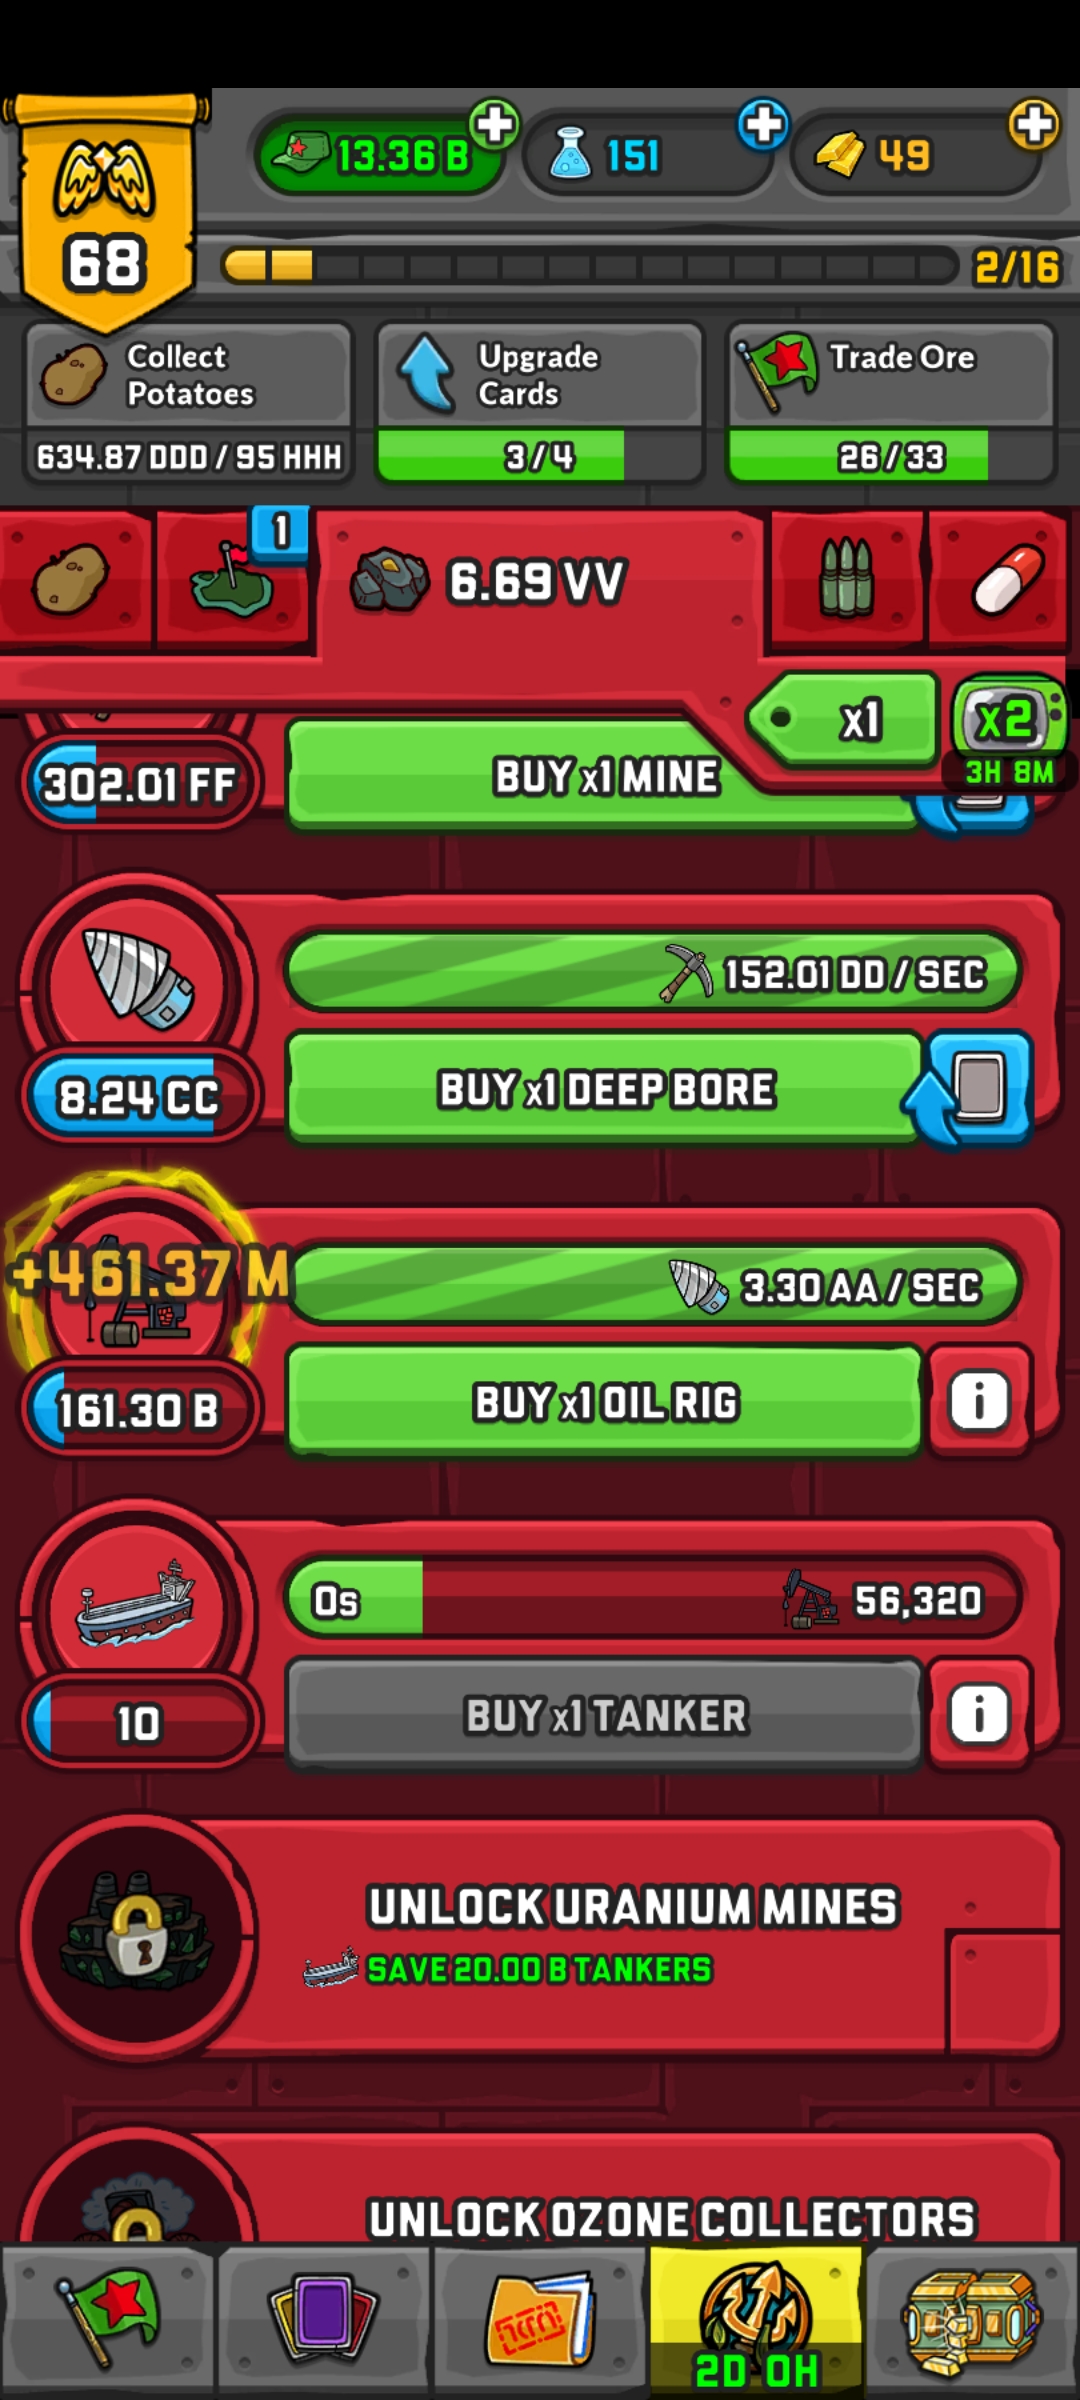 13.36 B
151
49
68
2/16
Collect
Potatoes
634.87 DDD / 95 HHH
Upgrade
Cards
3/4
Trade Ore
26/33
1
6.69 VV
x1
x2
3H 8M
302.01 FF
BUY x1 MINE
152.01 DD / SEC
8.24 CC
BUY x1 DEEP BORE
+461.37 M
3.30 AA / SEC
161.30 B
BUY x1 OIL RIG
i
0s
56,320
10
BUY x1 TANKER
i
UNLOCK URANIUM MINES
SAVE 20.00 B TANKERS
UNLOCK OZONE COLLECTORS
2D 0H